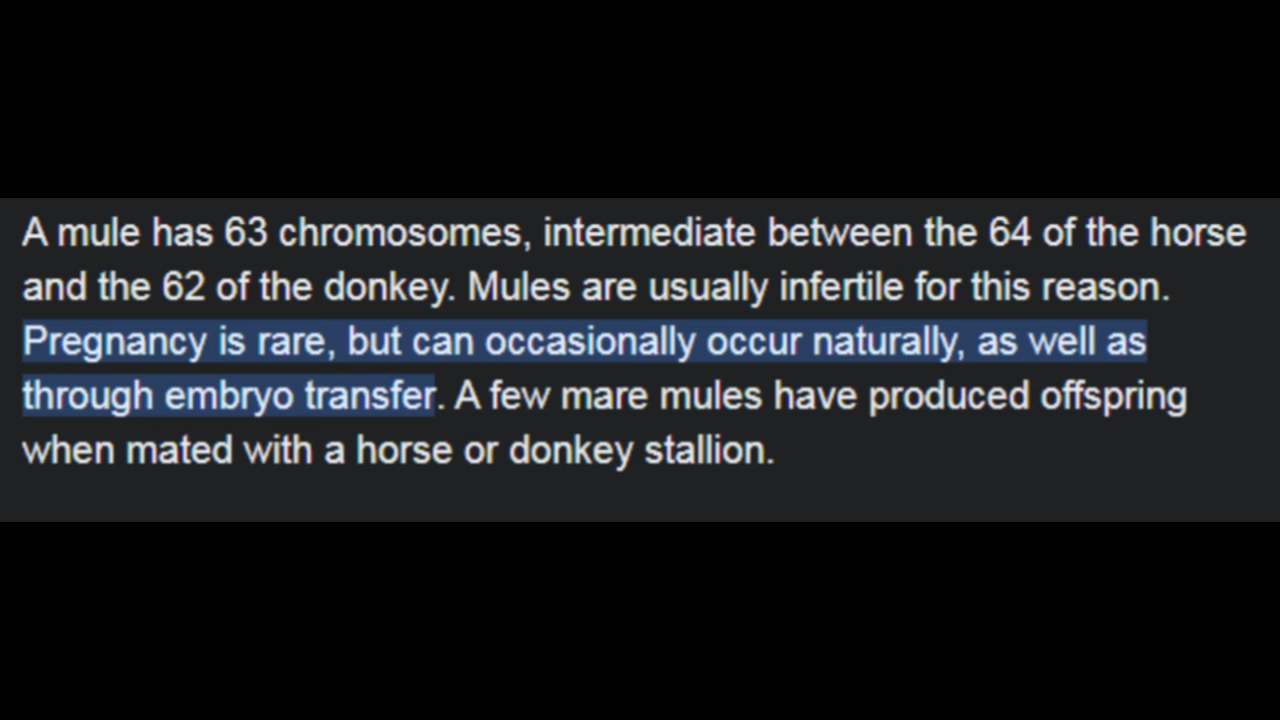 A mule has 63 chromosomes, intermediate between the 64 of the horse
and the 62 of the donkey. Mules are usually infertile for this reason.
Pregnancy is rare, but can occasionally occur naturally, as well as
through embryo transfer. A few mare mules have produced offspring
when mated with a horse or donkey stallion.